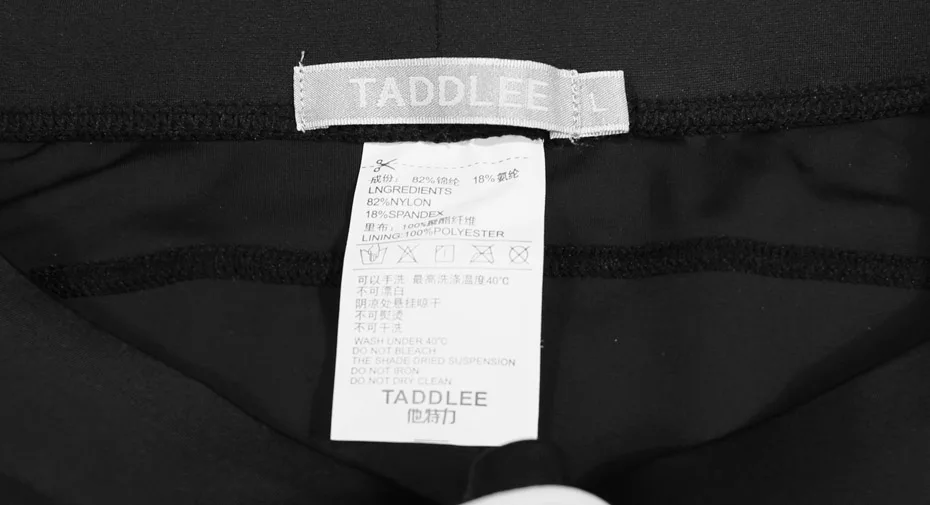 TADDLEE L
成份： 82%锦纶 18%氨纶
LNGREDIENTS
82%NYLON
18%SPANDEX
里布：100%聚酯纤维
LINING:100%POLYESTER
可以手洗 最高洗涤温度40℃
不可漂白
阴凉处悬挂晾干
不可熨烫
不可干洗
WASH UNDER 40℃
DO NOT BLEACH
THE SHADE DRIED SUSPENSION
DO NOT IRON
DO NOT DRY CLEAN
TADDLEE
他特力